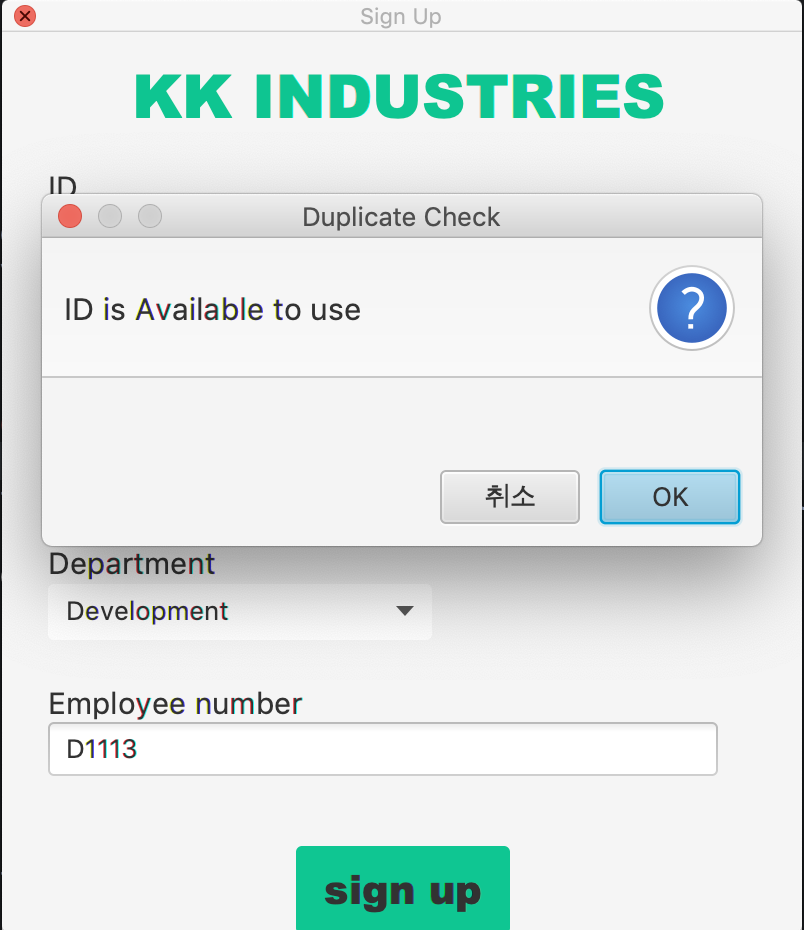 Sign Up
KK INDUSTRIES
ID
Duplicate Check
ID is Available to use
?
취소
OK
Department
Development
Employee number
D1113
sign up